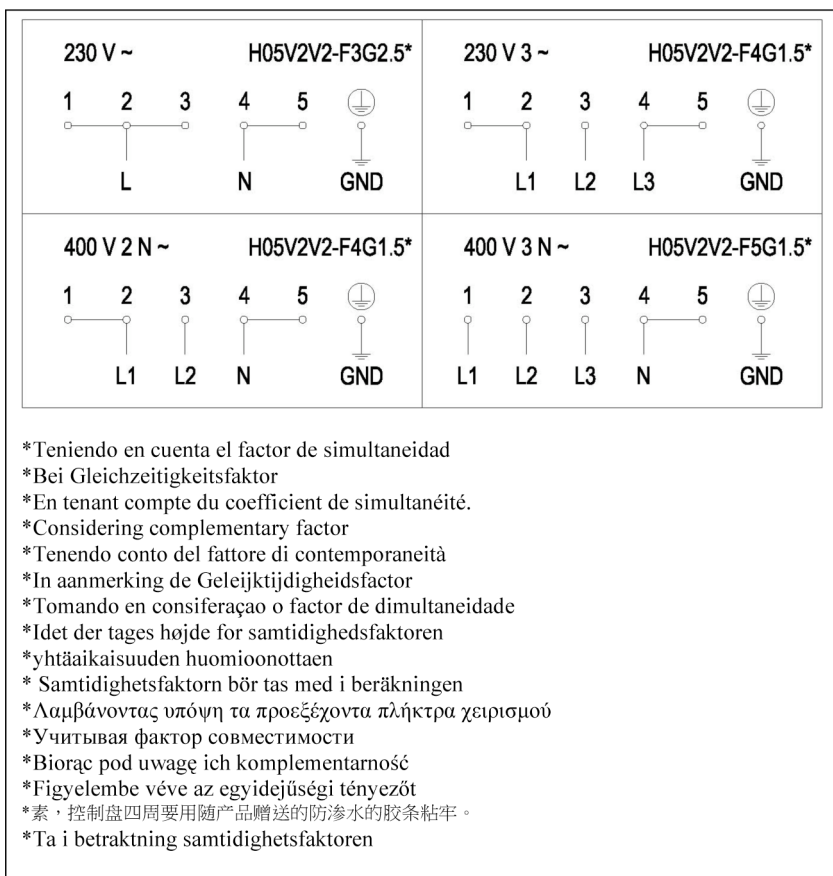 230 V ~ H05V2V2-F3G2.5*
1 2 3 4 5
L N GND
230 V 3 ~ H05V2V2-F4G1.5*
1 2 3 4 5
L1 L2 L3 GND
400 V 2 N ~ H05V2V2-F4G1.5*
1 2 3 4 5
L1 L2 N GND
400 V 3 N ~ H05V2V2-F5G1.5*
1 2 3 4 5
L1 L2 L3 N GND
*Teniendo en cuenta el factor de simultaneidad
*Bei Gleichzeitigkeitsfaktor
*En tenant compte du coefficient de simultanéité.
*Considering complementary factor
*Tenendo conto del fattore di contemporaneità
*In aanmerking de Geleijktijdigheidsfactor
*Tomando en consiferaçao o factor de dimultaneidade
*Idet der tages højde for samtidighedsfaktoren
*yhtäaikaisuuden huomioonottaen
* Samtidighetsfaktorn bör tas med i beräkningen
*Λαμβάνοντας υπόψη τα προεξέχοντα πλήκτρα χειρισμού
*Учитывая фактор совместимости
*Biorąc pod uwagę ich komplementarność
*Figyelembe véve az egyidejűségi tényezőt
*素，控制盘四周要用随产品赠送的防渗水的胶条粘牢。
*Ta i betraktning samtidighetsfaktoren